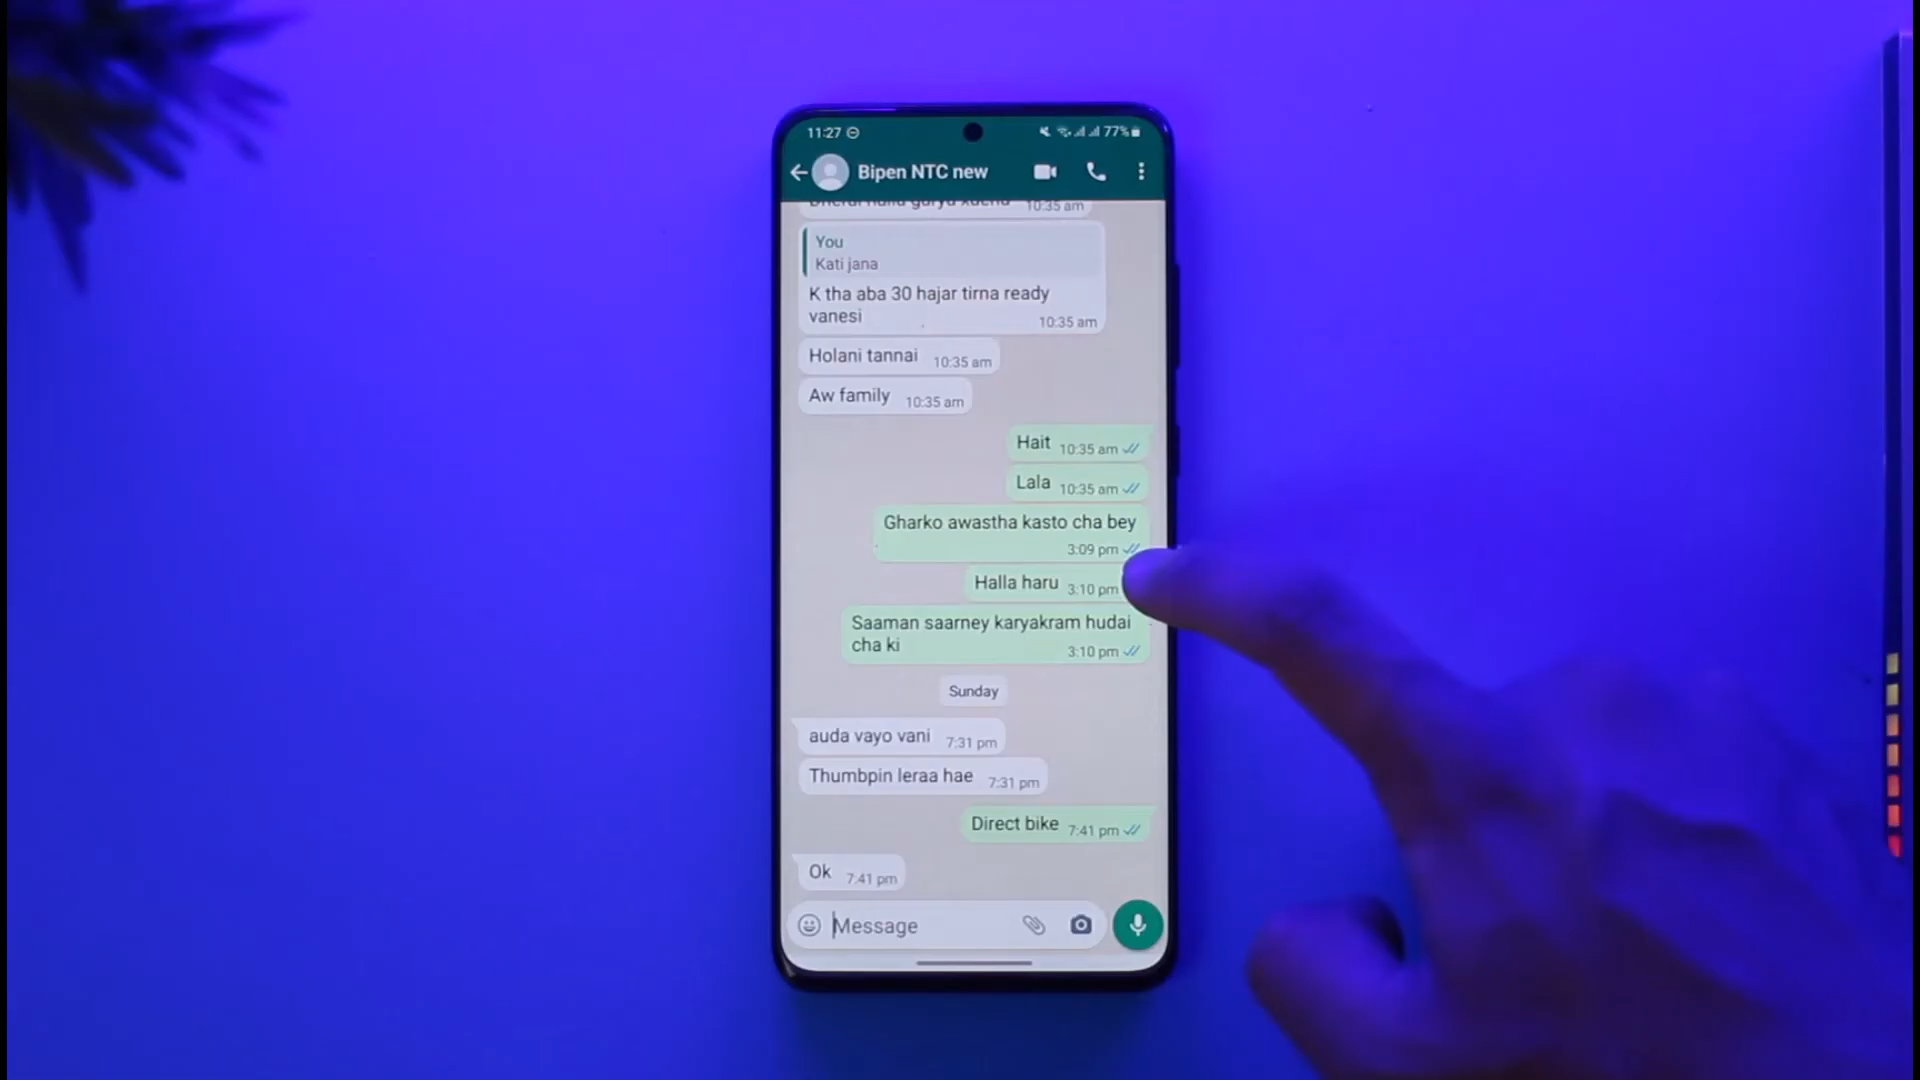 11:27
77%
Bipen NTC new
10:35 am
You
Kati jana
K tha aba 30 hajar tirna ready
vanesi
10:35 am
Holani tannai 10:35 am
Aw family 10:35 am
Hait 10:35 am
Lala 10:35 am
Gharko awastha kasto cha bey
3:09 pm
Halla haru 3:10 pm
Saaman saarney karyakram hudai
cha ki
3:10 pm
Sunday
auda vayo vani 7:31 pm
Thumbpin leraa hae 7:31 pm
Direct bike 7:41 pm
Ok 7:41 pm
Message